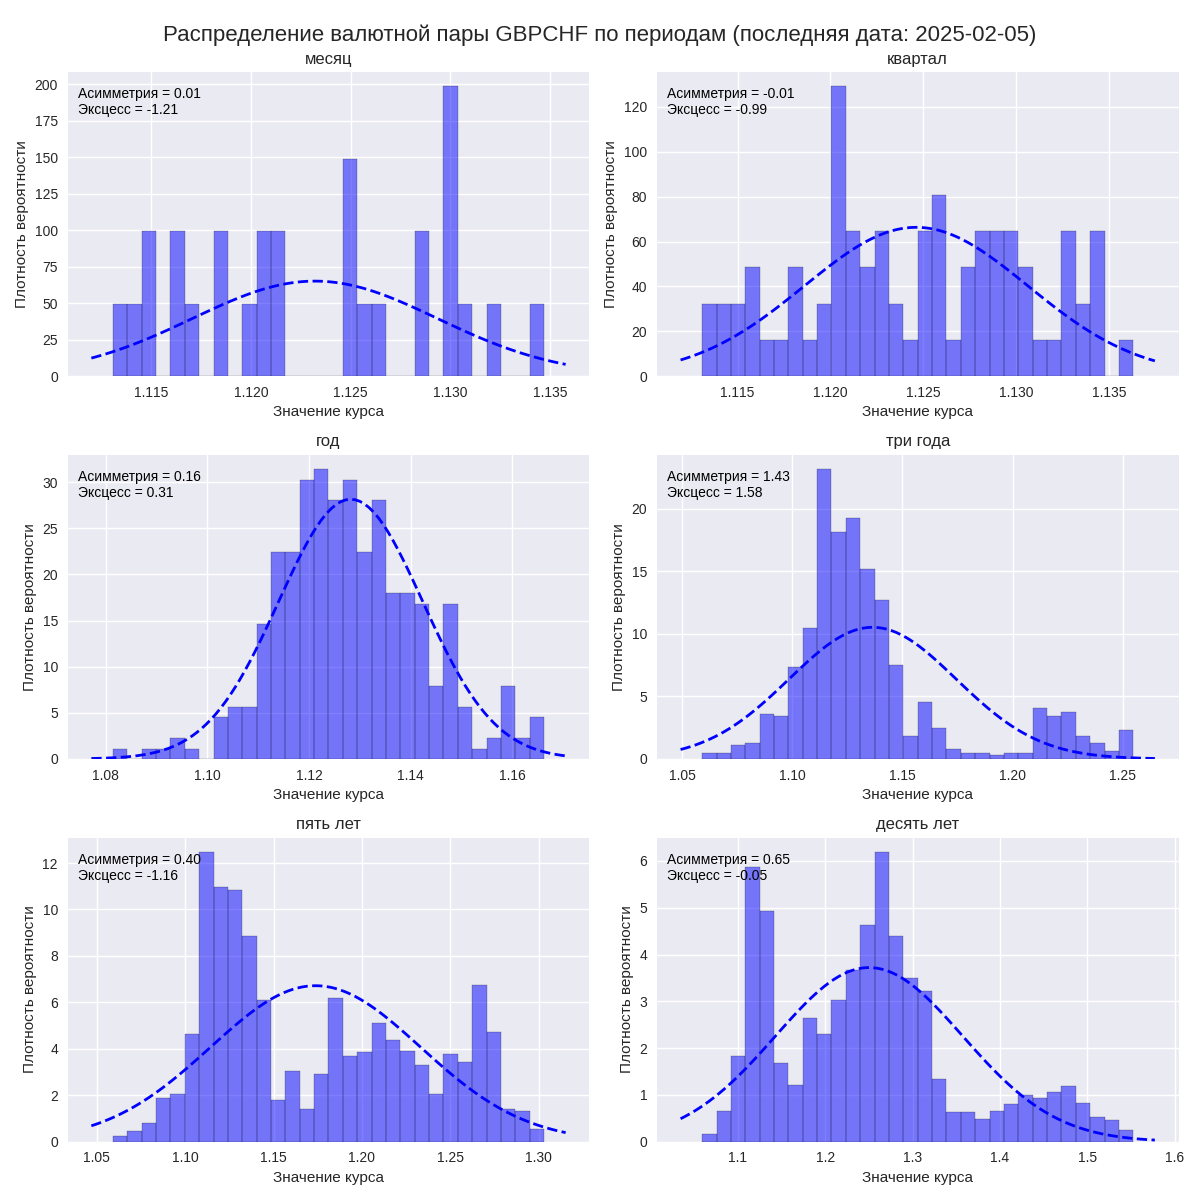 Распределение валютной пары GBPCHF по периодам (последняя дата: 2025-02-05)
месяц
Асимметрия = 0.01
Эксцесс = -1.21
Плотность вероятности
200
175
150
125
100
75
50
25
0
1.115 1.120 1.125 1.130 1.135
Значение курса
квартал
Асимметрия = -0.01
Эксцесс = -0.99
Плотность вероятности
120
100
80
60
40
20
0
1.115 1.120 1.125 1.130 1.135
Значение курса
год
Асимметрия = 0.16
Эксцесс = 0.31
Плотность вероятности
30
25
20
15
10
5
0
1.08 1.10 1.12 1.14 1.16
Значение курса
три года
Асимметрия = 1.43
Эксцесс = 1.58
Плотность вероятности
20
15
10
5
0
1.05 1.10 1.15 1.20 1.25
Значение курса
пять лет
Асимметрия = 0.40
Эксцесс = -1.16
Плотность вероятности
12
10
8
6
4
2
0
1.05 1.10 1.15 1.20 1.25 1.30
Значение курса
десять лет
Асимметрия = 0.65
Эксцесс = -0.05
Плотность вероятности
6
5
4
3
2
1
0
1.1 1.2 1.3 1.4 1.5 1.6
Значение курса